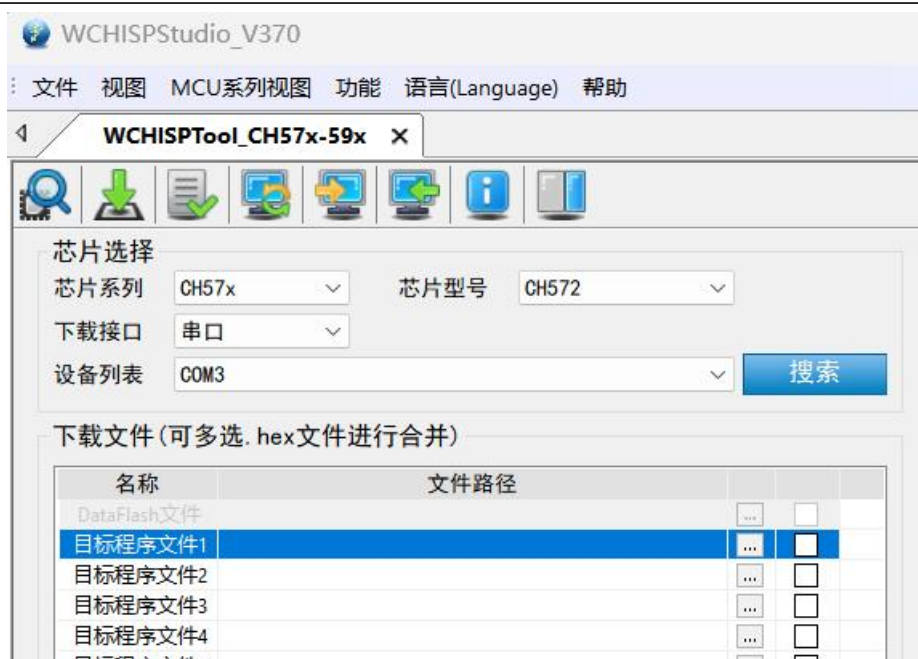 WCHISPStudio_V370
文件 视图 MCU系列视图 功能 语言(Language) 帮助
WCHISPTool_CH57x-59x
芯片选择
芯片系列 CH57x 芯片型号 CH572
下载接口 串口
设备列表 COM3 搜索
下载文件(可多选.hex文件进行合并)
名称 文件路径
DataFlash文件 ...
目标程序文件1 ...
目标程序文件2 ...
目标程序文件3 ...
目标程序文件4 ...